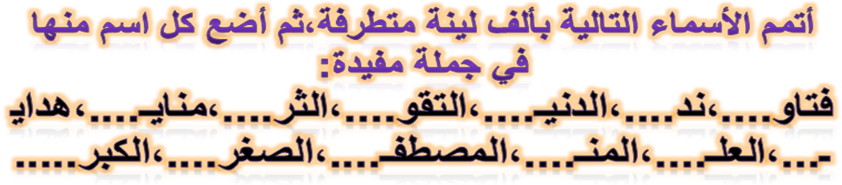 أتمم الأسماء التالية بألف لينة متطرفة،ثم أضع كل اسم منها
في جملة مفيدة:
فتاو....،ند....،الدنيـ....،التقو....،الثر....،منايـ....،هدايـ
ـ...،العلـ....،المنـ....،المصطفـ....،الصغر....،الكبر.....